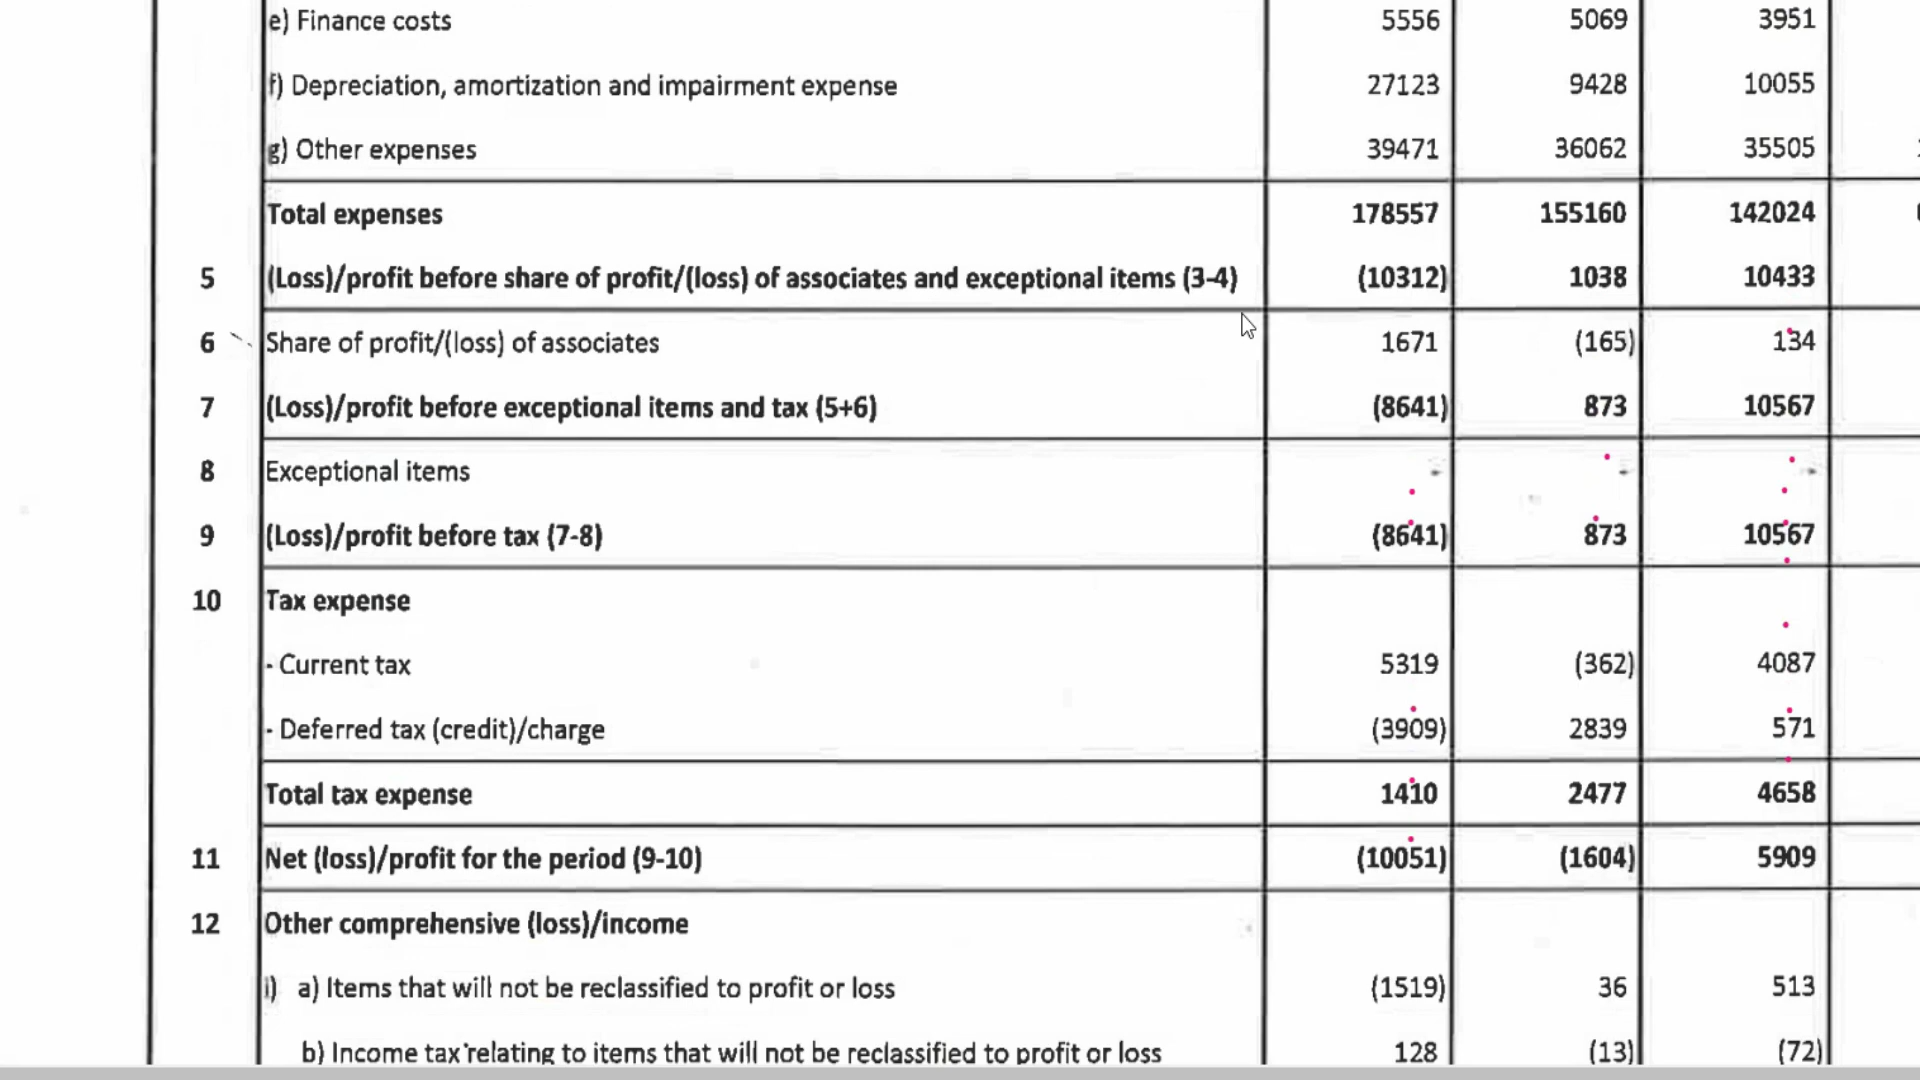 e) Finance costs 5556 5069 3951
f) Depreciation, amortization and impairment expense 27123 9428 10055
g) Other expenses 39471 36062 35505
Total expenses 178557 155160 142024
5 (Loss)/profit before share of profit/(loss) of associates and exceptional items (3-4) (10312) 1038 10433
6 Share of profit/(loss) of associates 1671 (165) 134
7 (Loss)/profit before exceptional items and tax (5+6) (8641) 873 10567
8 Exceptional items - - -
9 (Loss)/profit before tax (7-8) (8641) 873 10567
10 Tax expense
- Current tax 5319 (362) 4087
- Deferred tax (credit)/charge (3909) 2839 571
Total tax expense 1410 2477 4658
11 Net (loss)/profit for the period (9-10) (10051) (1604) 5909
12 Other comprehensive (loss)/income
i) a) Items that will not be reclassified to profit or loss (1519) 36 513
b) Income tax relating to items that will not be reclassified to profit or loss 128 (13) (72)